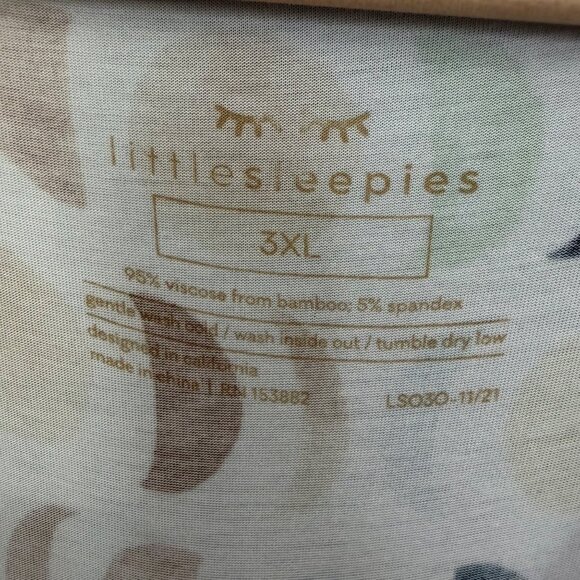 littlesleepies
3XL
95% viscose from bamboo, 5% spandex
gentle wash cold / wash inside out / tumble dry low
designed in california
made in china | RN 153882 LS030-11/21